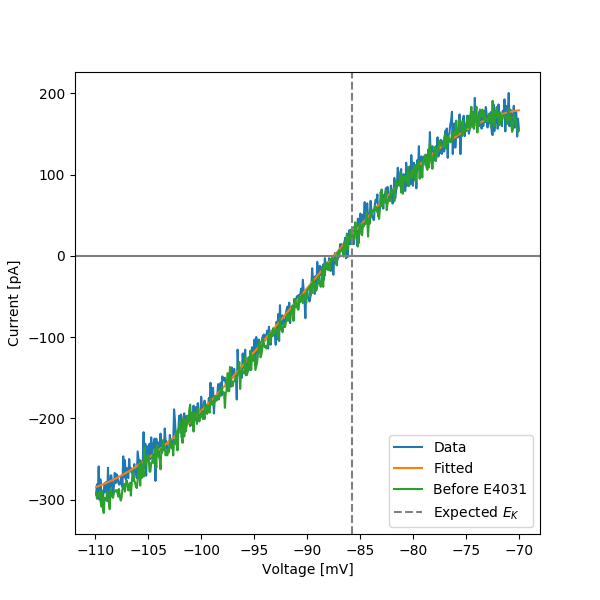 200
100
0
−100
−200
−300
Current [pA]
−110 −105 −100 −95 −90 −85 −80 −75 −70
Voltage [mV]
Data
Fitted
Before E4031
Expected E_K